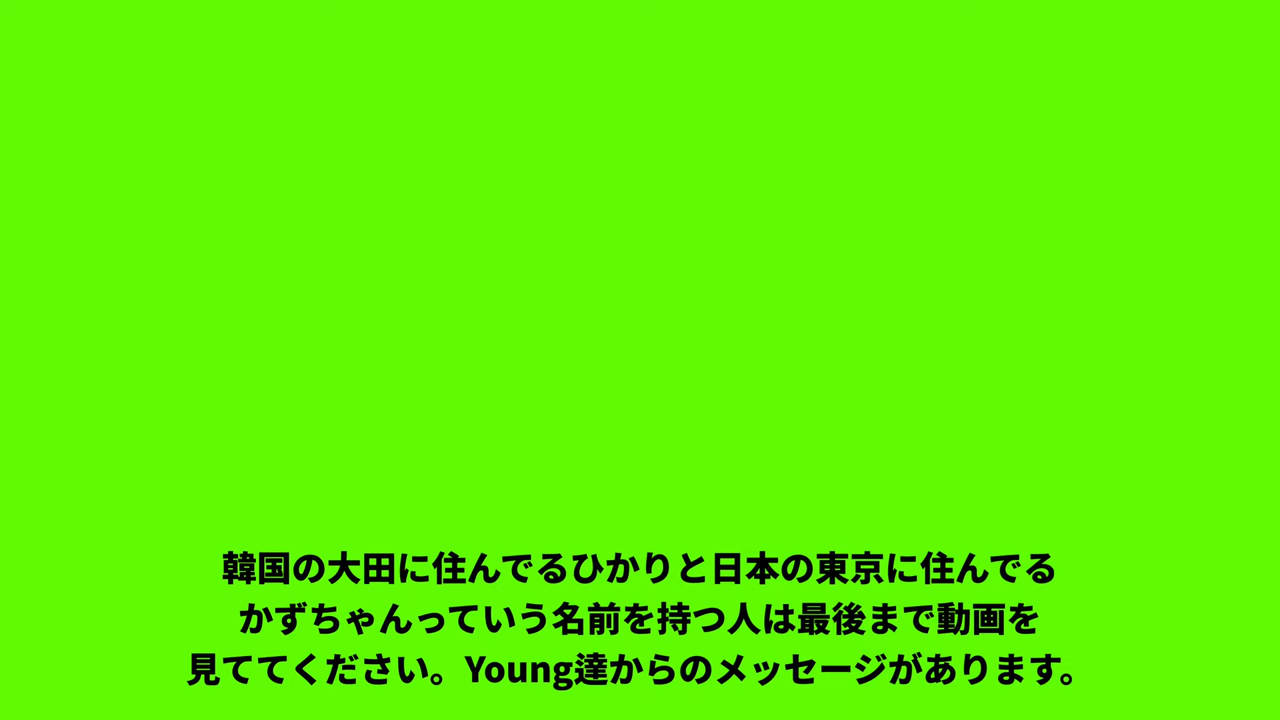 韓国の大田に住んでるひかりと日本の東京に住んでる
かずちゃんっていう名前を持つ人は最後まで動画を
見ててください。Young達からのメッセージがあります。